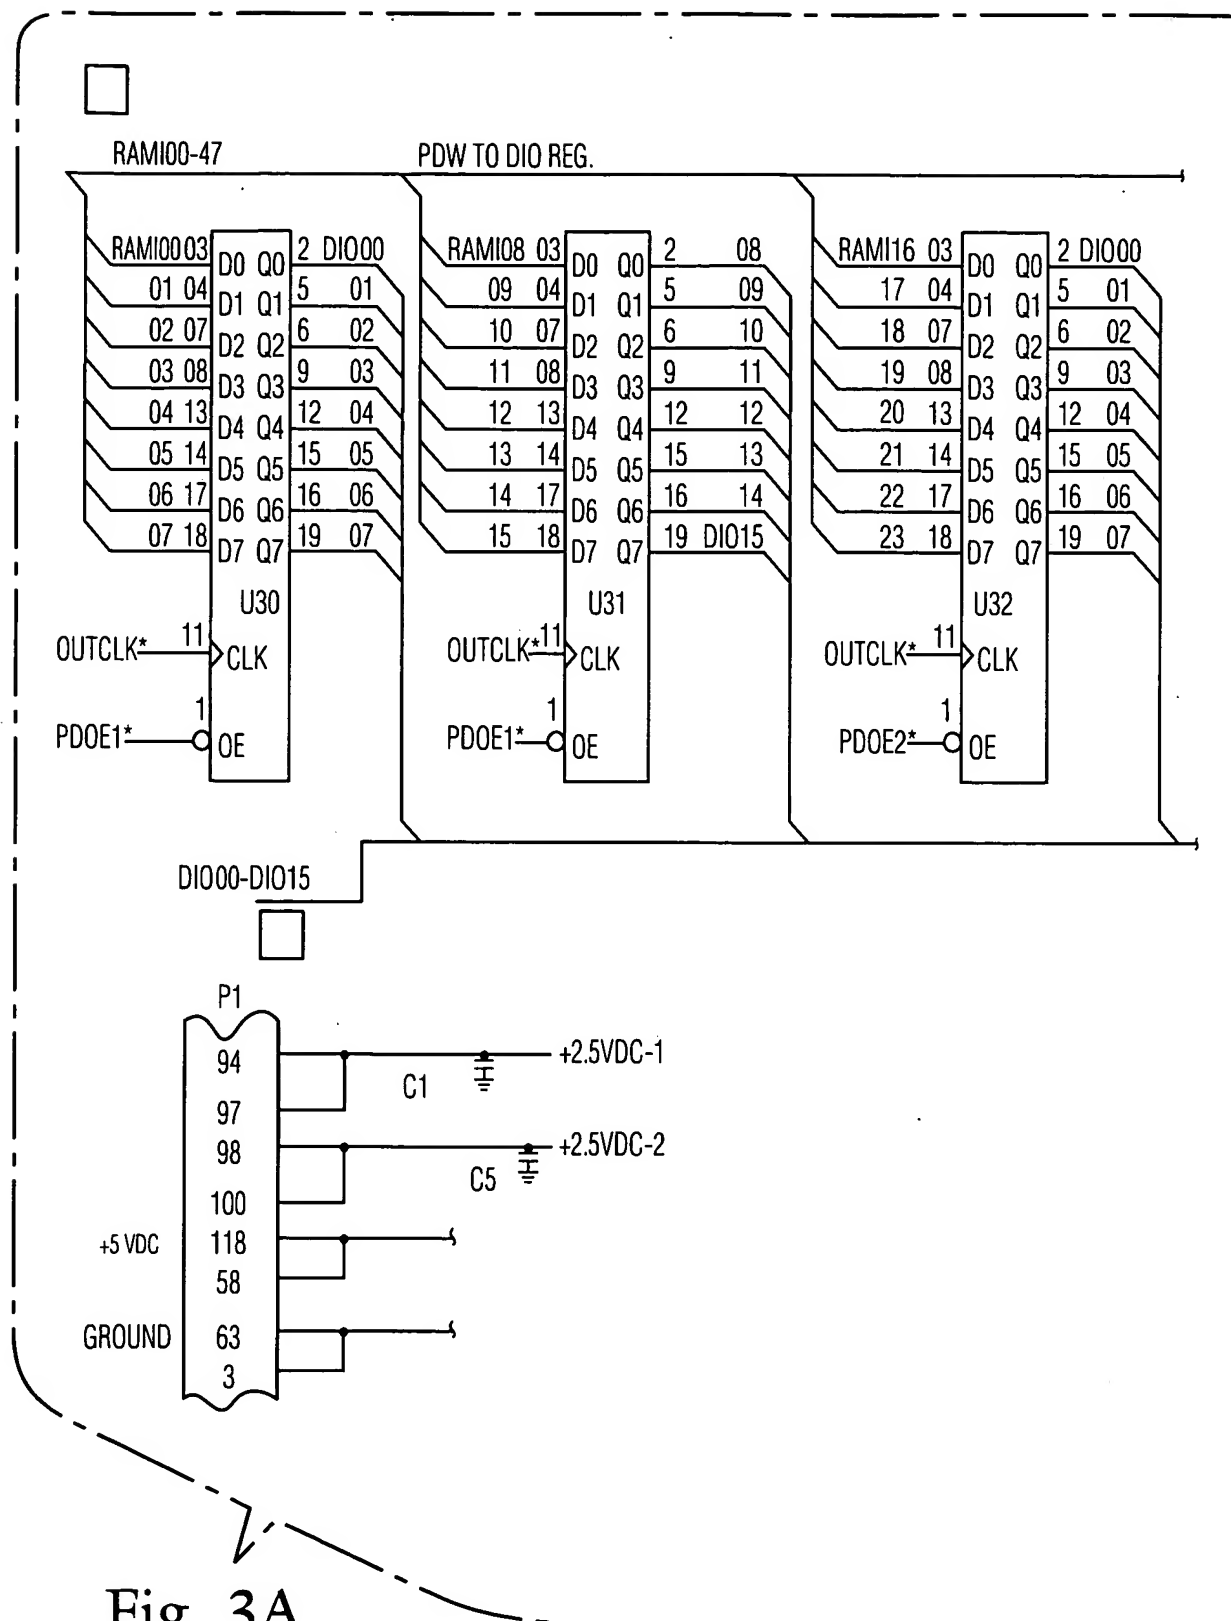 RAMI00-47 PDW TO DIO REG.
RAMI00 03 D0 Q0 2 DIO00 RAMI08 03 D0 Q0 2 08 RAMI16 03 D0 Q0 2 DIO00
01 04 D1 Q1 5 01 09 04 D1 Q1 5 09 17 04 D1 Q1 5 01
02 07 D2 Q2 6 02 10 07 D2 Q2 6 10 18 07 D2 Q2 6 02
03 08 D3 Q3 9 03 11 08 D3 Q3 9 11 19 08 D3 Q3 9 03
04 13 D4 Q4 12 04 12 13 D4 Q4 12 12 20 13 D4 Q4 12 04
05 14 D5 Q5 15 05 13 14 D5 Q5 15 13 21 14 D5 Q5 15 05
06 17 D6 Q6 16 06 14 17 D6 Q6 16 14 22 17 D6 Q6 16 06
07 18 D7 Q7 19 07 15 18 D7 Q7 19 DIO15 23 18 D7 Q7 19 07
U30 U31 U32
OUTCLK* 11 CLK OUTCLK* 11 CLK OUTCLK* 11 CLK
PDOE1* 1 OE PDOE1* 1 OE PDOE2* 1 OE
DIO00-DIO15
P1
94 +2.5VDC-1
C1
97
98 +2.5VDC-2
C5
100
+5 VDC 118
58
GROUND 63
3
Fig. 3A